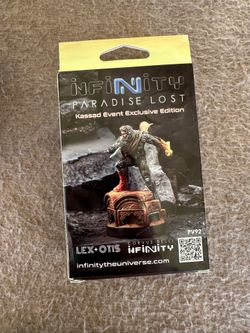 INFINITY
PARADISE LOST
Kassad Event Exclusive Edition
PV92
LEX+OTIS
CORVUS BELLI
INFINITY
infinitytheuniverse.com